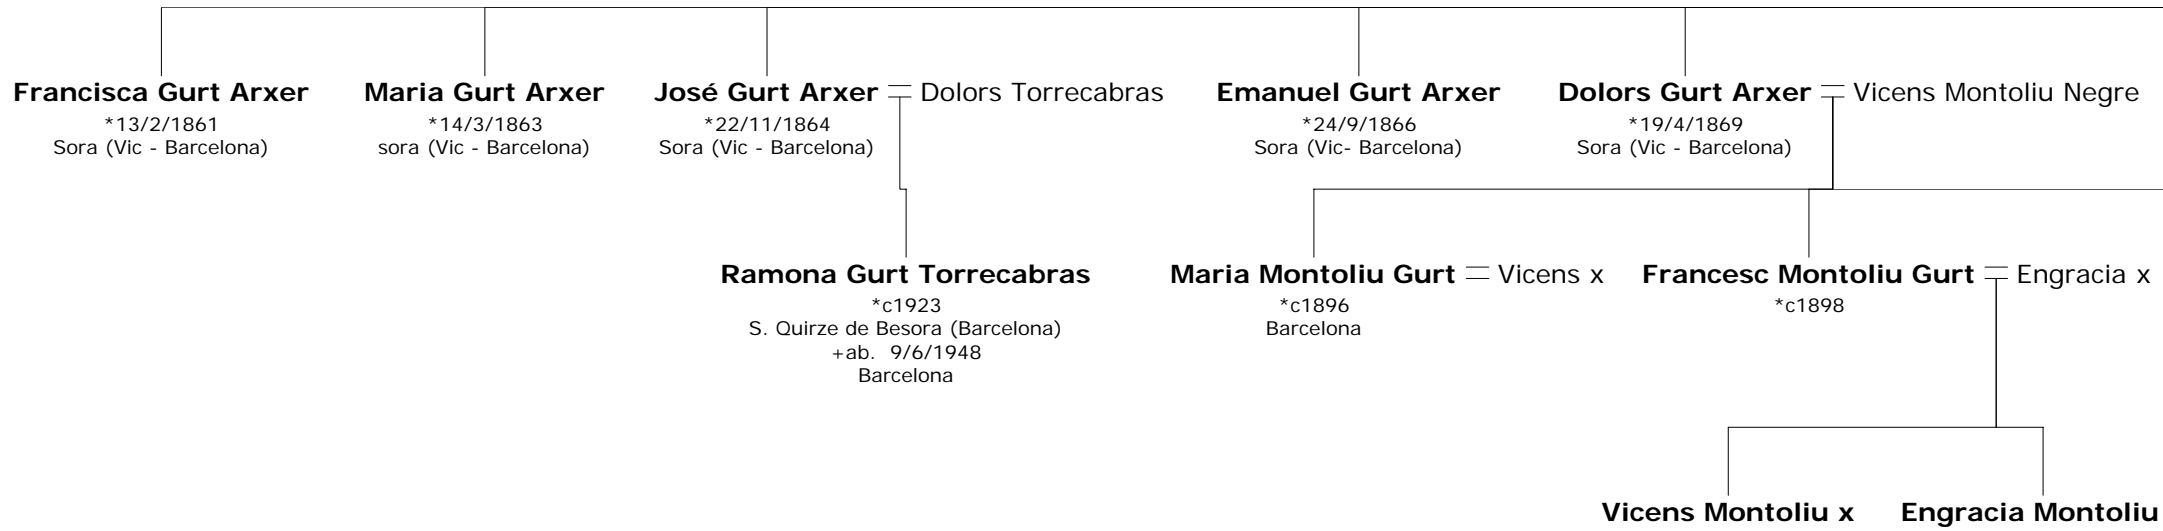 Francisca Gurt Arxer
*13/2/1861
Sora (Vic - Barcelona)
Maria Gurt Arxer
*14/3/1863
sora (Vic - Barcelona)
José Gurt Arxer
*22/11/1864
Sora (Vic - Barcelona)
Dolors Torrecabras
Emanuel Gurt Arxer
*24/9/1866
Sora (Vic- Barcelona)
Dolors Gurt Arxer
*19/4/1869
Sora (Vic - Barcelona)
Vicens Montoliu Negre
Ramona Gurt Torrecabras
*c1923
S. Quirze de Besora (Barcelona)
+ab.  9/6/1948
Barcelona
Maria Montoliu Gurt
*c1896
Barcelona
Vicens x
Francesc Montoliu Gurt
*c1898
Engracia x
Vicens Montoliu x
Engracia Montoliu